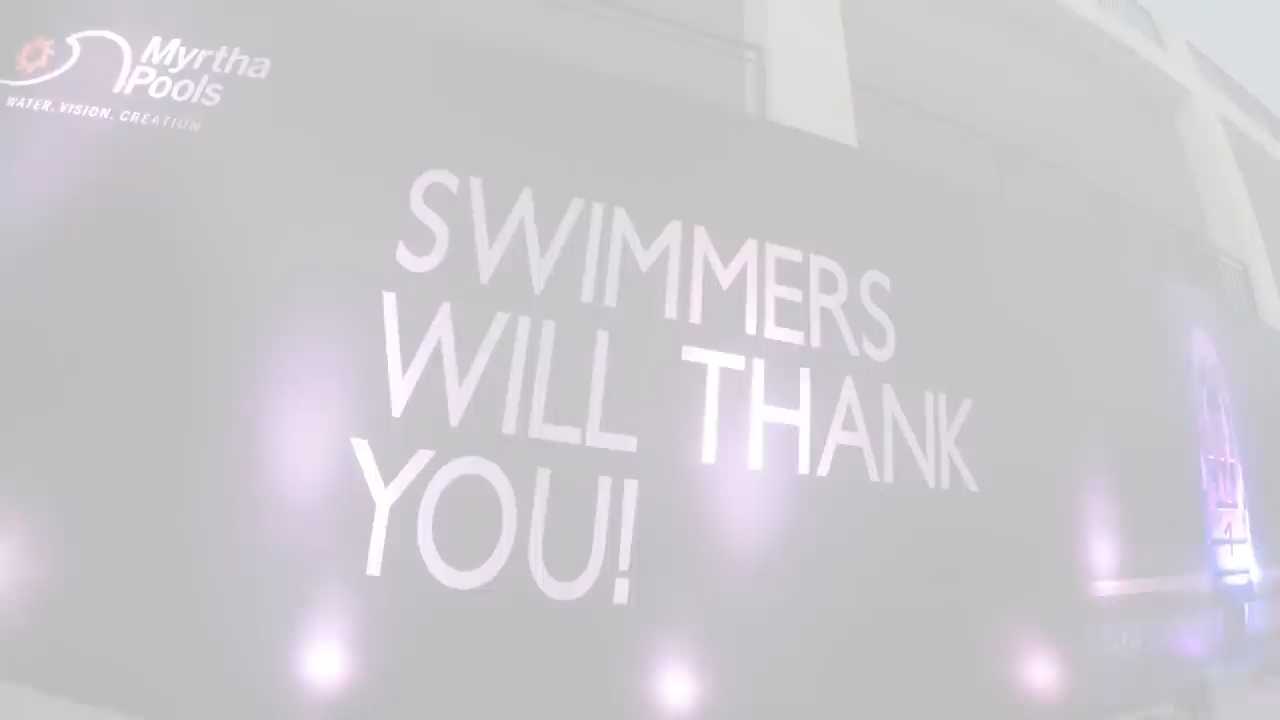 Myrtha
Pools
WATER. VISION. CREATION
SWIMMERS
WILL THANK
YOU!